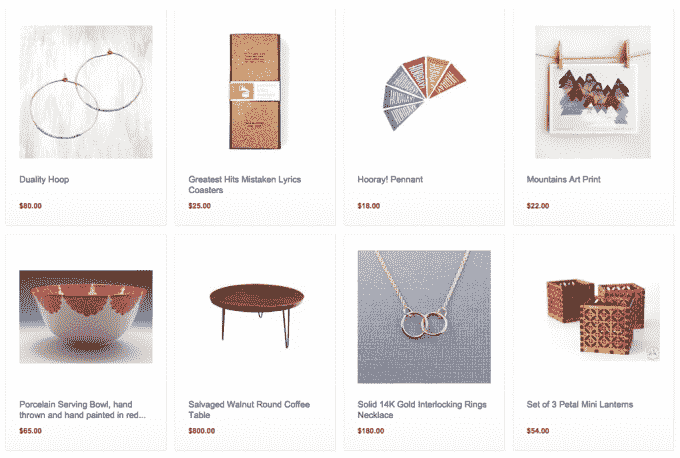 Duality Hoop
$80.00
Greatest Hits Mistaken Lyrics
Coasters
$25.00
Hooray! Pennant
$18.00
Mountains Art Print
$22.00
Porcelain Serving Bowl, hand
thrown and hand painted in red...
$65.00
Salvaged Walnut Round Coffee
Table
$800.00
Solid 14K Gold Interlocking Rings
Necklace
$180.00
Set of 3 Petal Mini Lanterns
$54.00